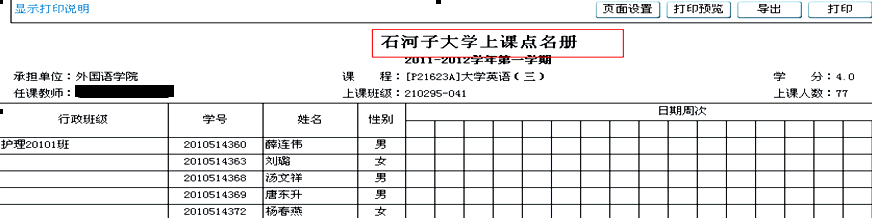 显示打印说明 页面设置 打印预览 导出 打印
石河子大学上课点名册
2011-2012学年第一学期
承担单位：外国语学院 课 程：[P21623A]大学英语（三） 学 分：4.0
任课教师： 上课班级：210295-041 上课人数：77
行政班级 学号 姓名 性别 日期周次
护理20101班 2010514360 薛连伟 男
2010514363 刘璐 女
2010514368 汤文祥 男
2010514369 唐东升 男
2010514372 杨春燕 女